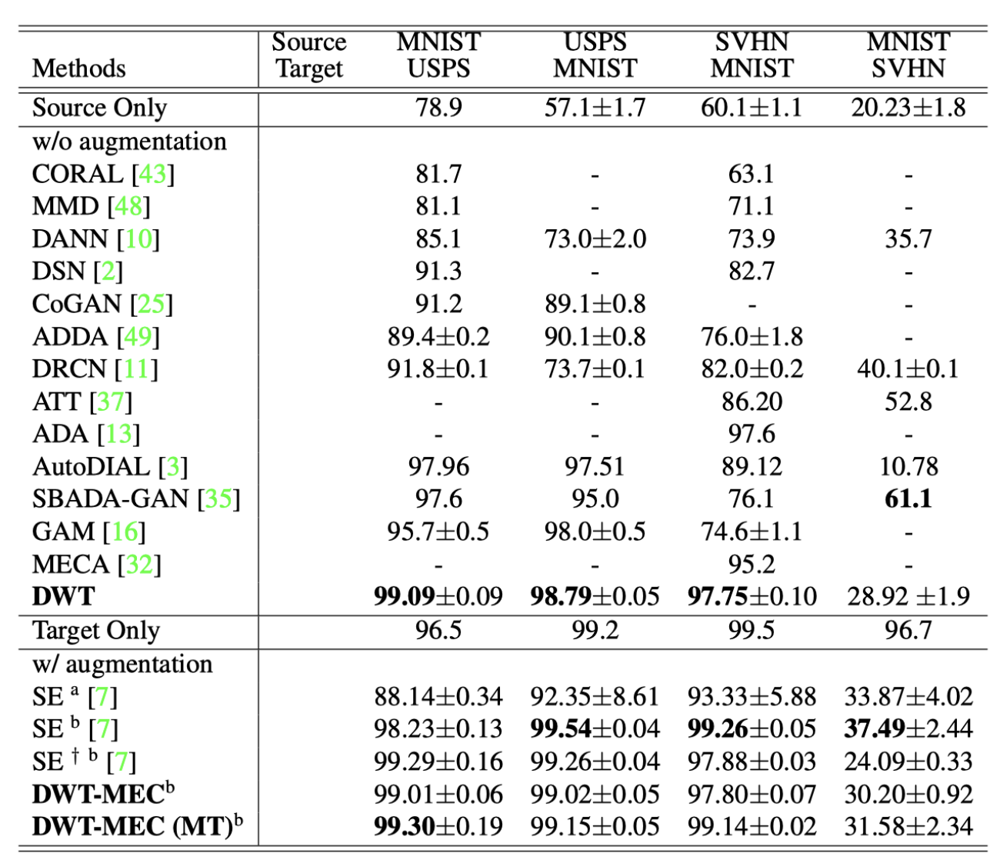 Source MNIST USPS SVHN MNIST
Methods Target USPS MNIST MNIST SVHN
Source Only 78.9 57.1±1.7 60.1±1.1 20.23±1.8
w/o augmentation
CORAL [43] 81.7 - 63.1 -
MMD [48] 81.1 - 71.1 -
DANN [10] 85.1 73.0±2.0 73.9 35.7
DSN [2] 91.3 - 82.7 -
CoGAN [25] 91.2 89.1±0.8 - -
ADDA [49] 89.4±0.2 90.1±0.8 76.0±1.8 -
DRCN [11] 91.8±0.1 73.7±0.1 82.0±0.2 40.1±0.1
ATT [37] - - 86.20 52.8
ADA [13] - - 97.6 -
AutoDIAL [3] 97.96 97.51 89.12 10.78
SBADA-GAN [35] 97.6 95.0 76.1 61.1
GAM [16] 95.7±0.5 98.0±0.5 74.6±1.1 -
MECA [32] - - 95.2 -
DWT 99.09±0.09 98.79±0.05 97.75±0.10 28.92 ±1.9
Target Only 96.5 99.2 99.5 96.7
w/ augmentation
SE a [7] 88.14±0.34 92.35±8.61 93.33±5.88 33.87±4.02
SE b [7] 98.23±0.13 99.54±0.04 99.26±0.05 37.49±2.44
SE † b [7] 99.29±0.16 99.26±0.04 97.88±0.03 24.09±0.33
DWT-MECb 99.01±0.06 99.02±0.05 97.80±0.07 30.20±0.92
DWT-MEC (MT)b 99.30±0.19 99.15±0.05 99.14±0.02 31.58±2.34